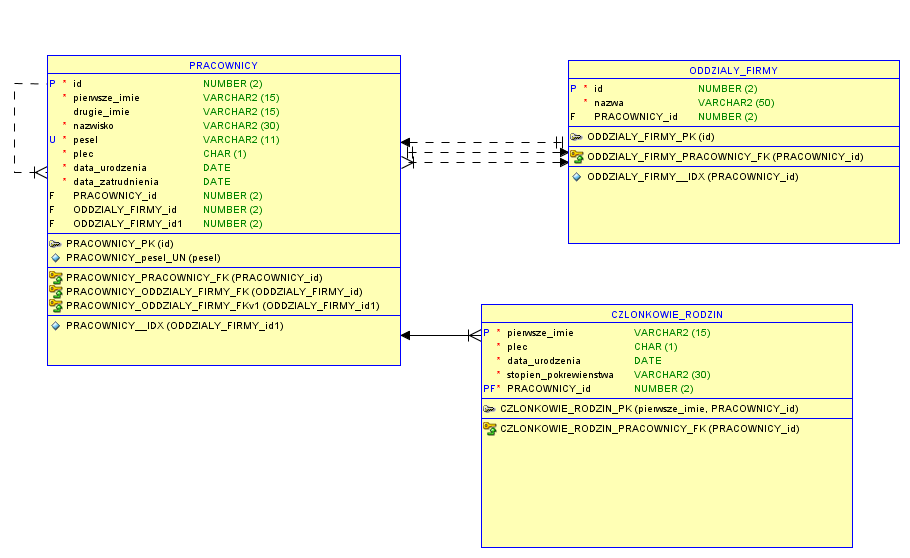 PRACOWNICY
P * id NUMBER (2)
* pierwsze_imie VARCHAR2 (15)
drugie_imie VARCHAR2 (15)
* nazwisko VARCHAR2 (30)
U * pesel VARCHAR2 (11)
* plec CHAR (1)
* data_urodzenia DATE
* data_zatrudnienia DATE
F PRACOWNICY_id NUMBER (2)
F ODDZIALY_FIRMY_id NUMBER (2)
F ODDZIALY_FIRMY_id1 NUMBER (2)
PRACOWNICY_PK (id)
PRACOWNICY_pesel_UN (pesel)
PRACOWNICY_PRACOWNICY_FK (PRACOWNICY_id)
PRACOWNICY_ODDZIALY_FIRMY_FK (ODDZIALY_FIRMY_id)
PRACOWNICY_ODDZIALY_FIRMY_FKv1 (ODDZIALY_FIRMY_id1)
PRACOWNICY__IDX (ODDZIALY_FIRMY_id1)
ODDZIALY_FIRMY
P * id NUMBER (2)
* nazwa VARCHAR2 (50)
F PRACOWNICY_id NUMBER (2)
ODDZIALY_FIRMY_PK (id)
ODDZIALY_FIRMY_PRACOWNICY_FK (PRACOWNICY_id)
ODDZIALY_FIRMY__IDX (PRACOWNICY_id)
CZLONKOWIE_RODZIN
P * pierwsze_imie VARCHAR2 (15)
* plec CHAR (1)
* data_urodzenia DATE
* stopien_pokrewienstwa VARCHAR2 (30)
PF* PRACOWNICY_id NUMBER (2)
CZLONKOWIE_RODZIN_PK (pierwsze_imie, PRACOWNICY_id)
CZLONKOWIE_RODZIN_PRACOWNICY_FK (PRACOWNICY_id)